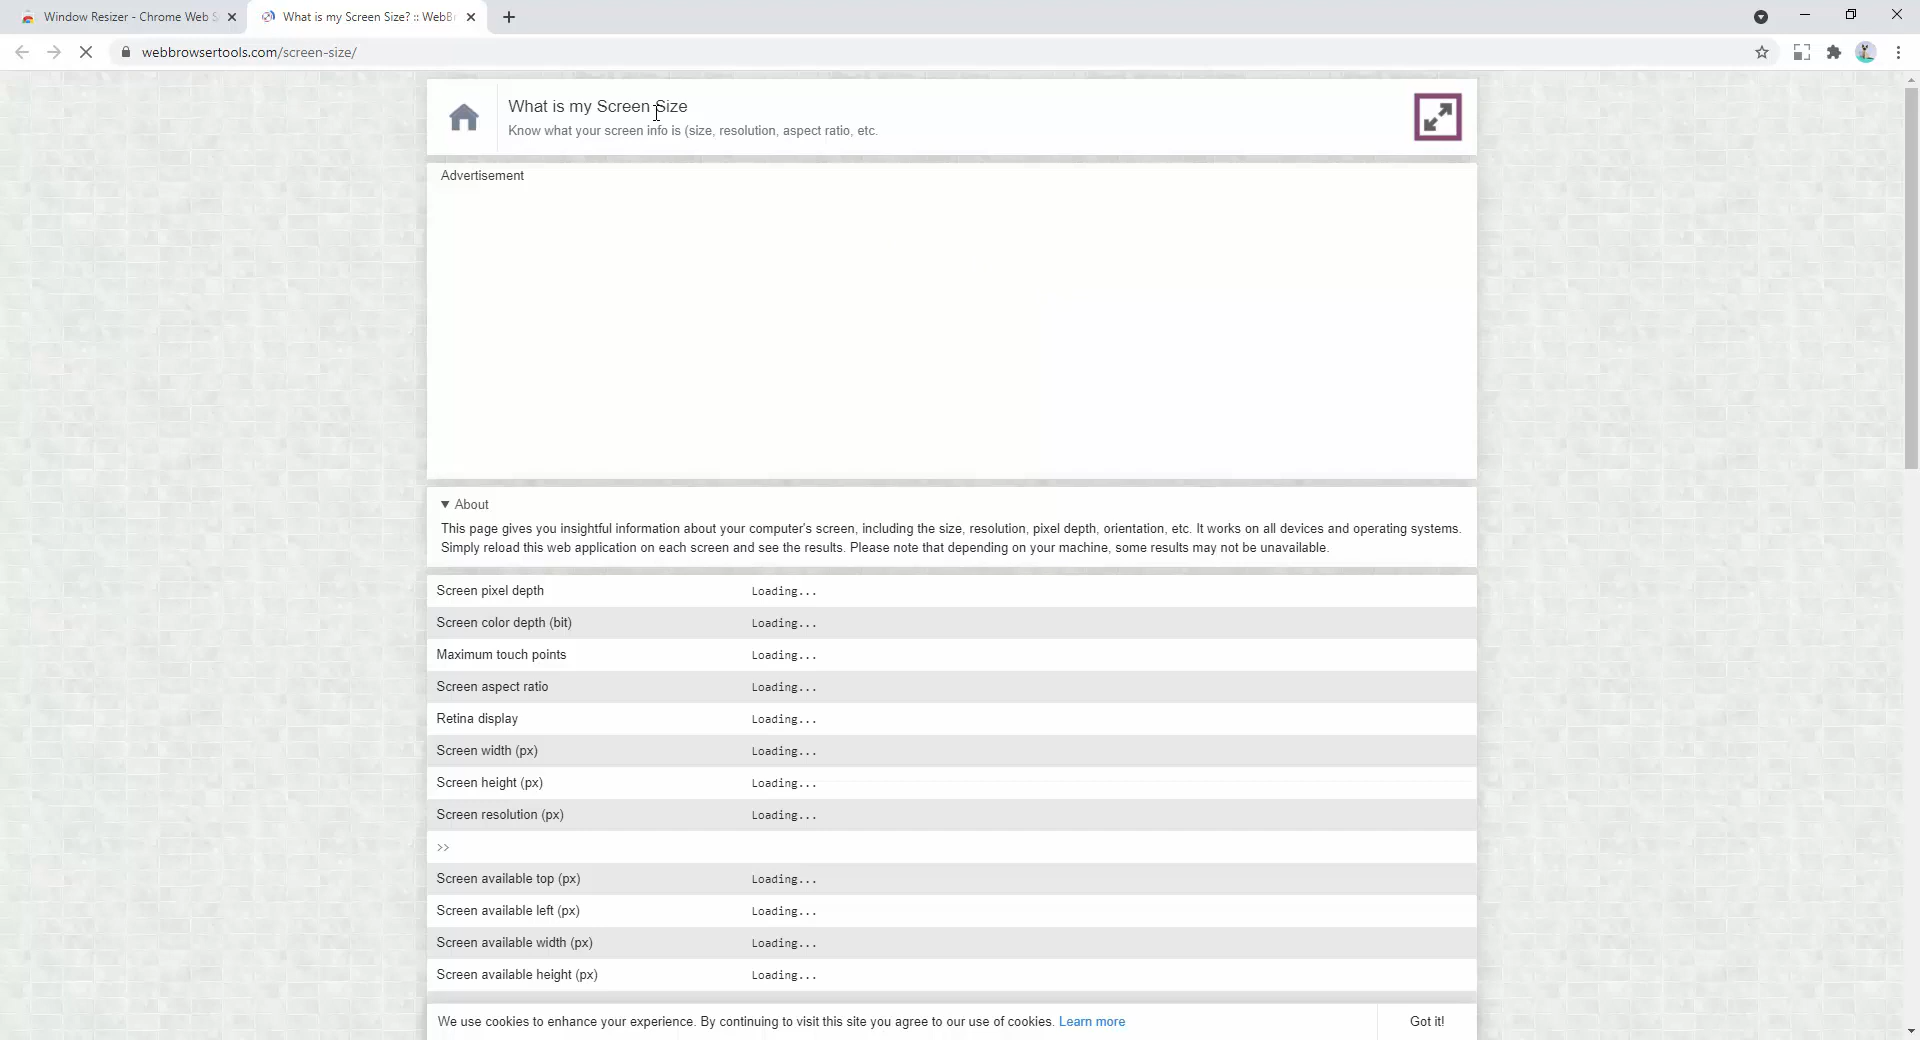 Window Resizer - Chrome Web S
What is my Screen Size? :: WebBr
webbrowsertools.com/screen-size/
What is my Screen Size
Know what your screen info is (size, resolution, aspect ratio, etc.
Advertisement
▼ About
This page gives you insightful information about your computer's screen, including the size, resolution, pixel depth, orientation, etc. It works on all devices and operating systems.
Simply reload this web application on each screen and see the results. Please note that depending on your machine, some results may not be unavailable.
Screen pixel depth Loading...
Screen color depth (bit) Loading...
Maximum touch points Loading...
Screen aspect ratio Loading...
Retina display Loading...
Screen width (px) Loading...
Screen height (px) Loading...
Screen resolution (px) Loading...
>>
Screen available top (px) Loading...
Screen available left (px) Loading...
Screen available width (px) Loading...
Screen available height (px) Loading...
We use cookies to enhance your experience. By continuing to visit this site you agree to our use of cookies. Learn more Got it!